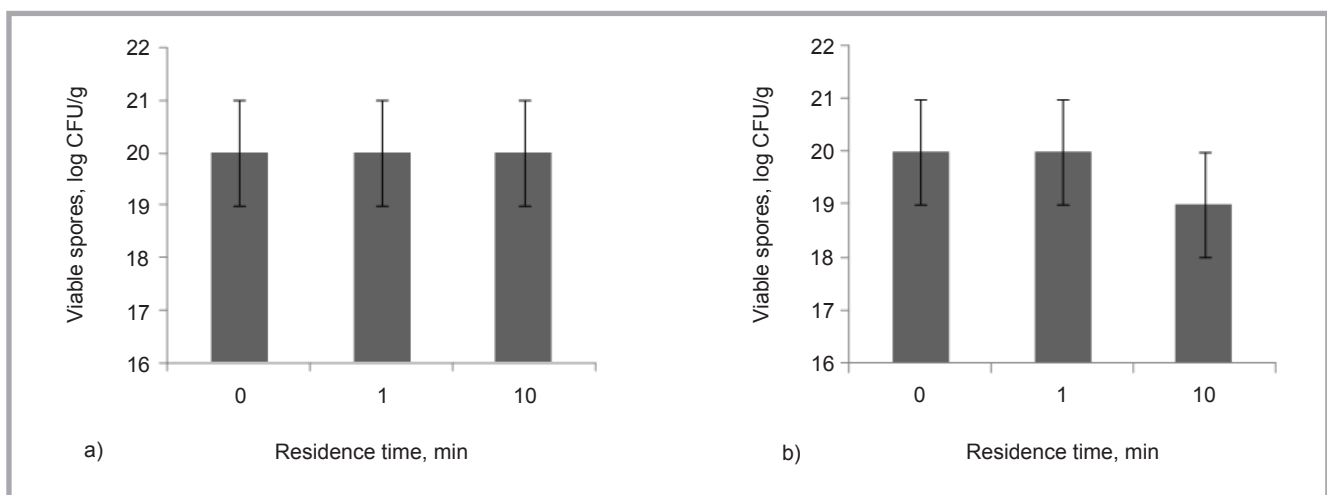 22
21
20
19
18
17
16
Viable spores, log CFU/g
0 1 10
a) Residence time, min
22
21
20
19
18
17
16
Viable spores, log CFU/g
0 1 10
b) Residence time, min